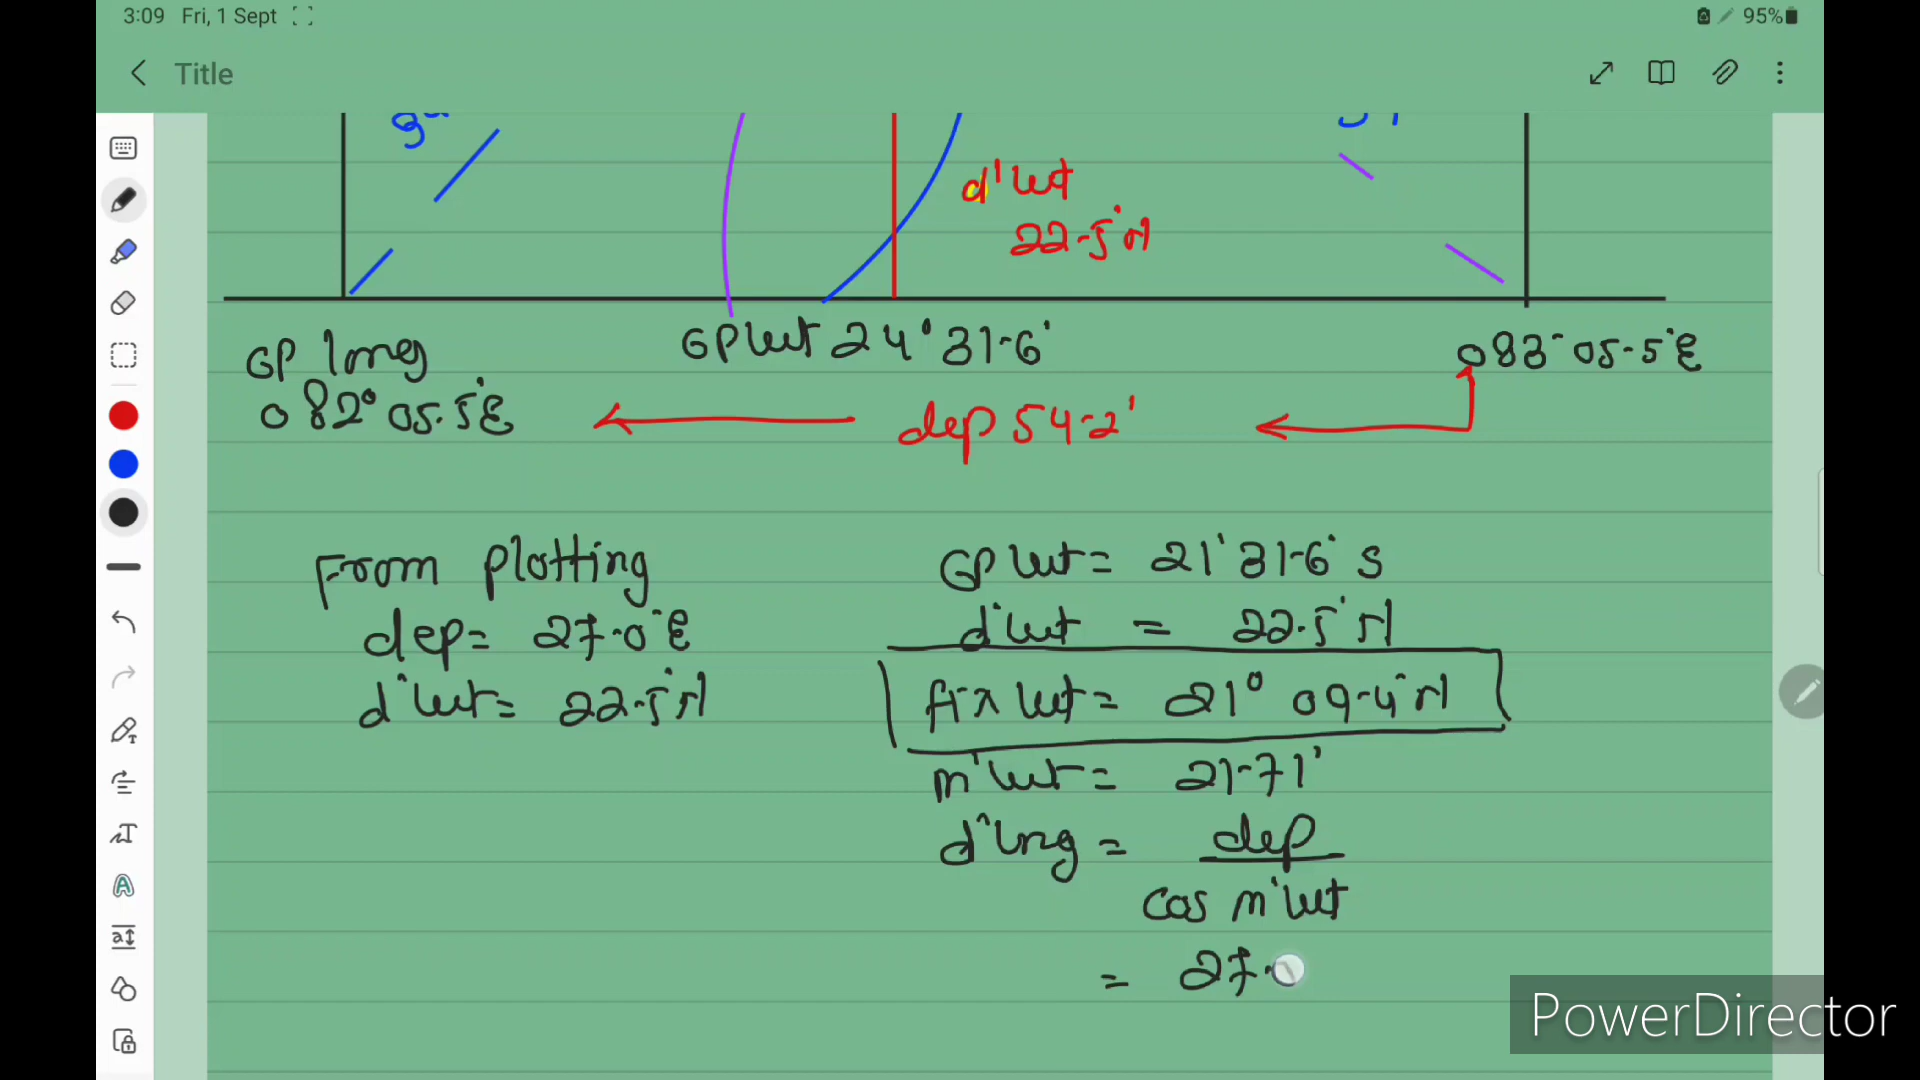 3:09 Fri, 1 Sept
95%
Title
d'lat
22.5'N
GP long
082° 05.5'E
GP lat 24° 31.6'
083° 05.5'E
dep 54.2'
From plotting
dep = 27.0'E
d'lat = 22.5'N
GP lat = 21° 31.6' S
d'lat = 22.5' N
fix lat = 21° 09.4' N
m'lat = 21.71'
d'lng = dep
cos m'lat
= 27.
PowerDirector